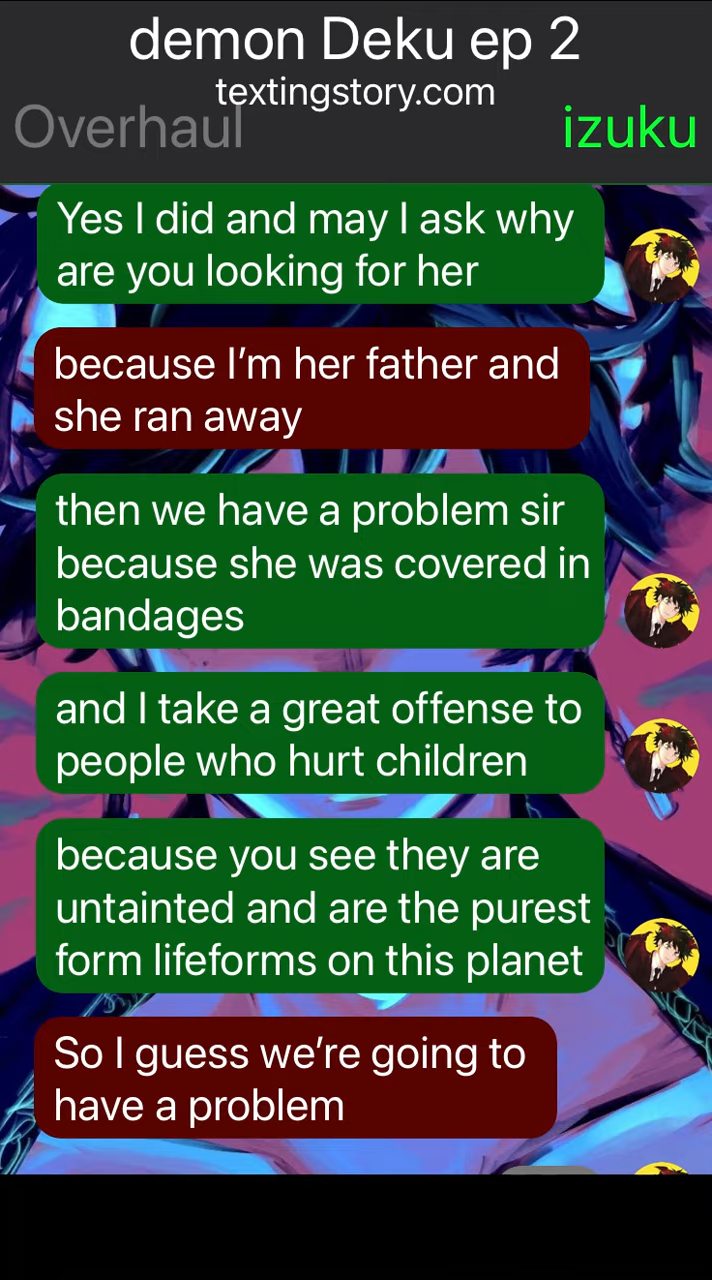 demon Deku ep 2
textingstory.com
Overhaul
izuku
Yes I did and may I ask why
are you looking for her
because I’m her father and
she ran away
then we have a problem sir
because she was covered in
bandages
and I take a great offense to
people who hurt children
because you see they are
untainted and are the purest
form lifeforms on this planet
So I guess we’re going to
have a problem